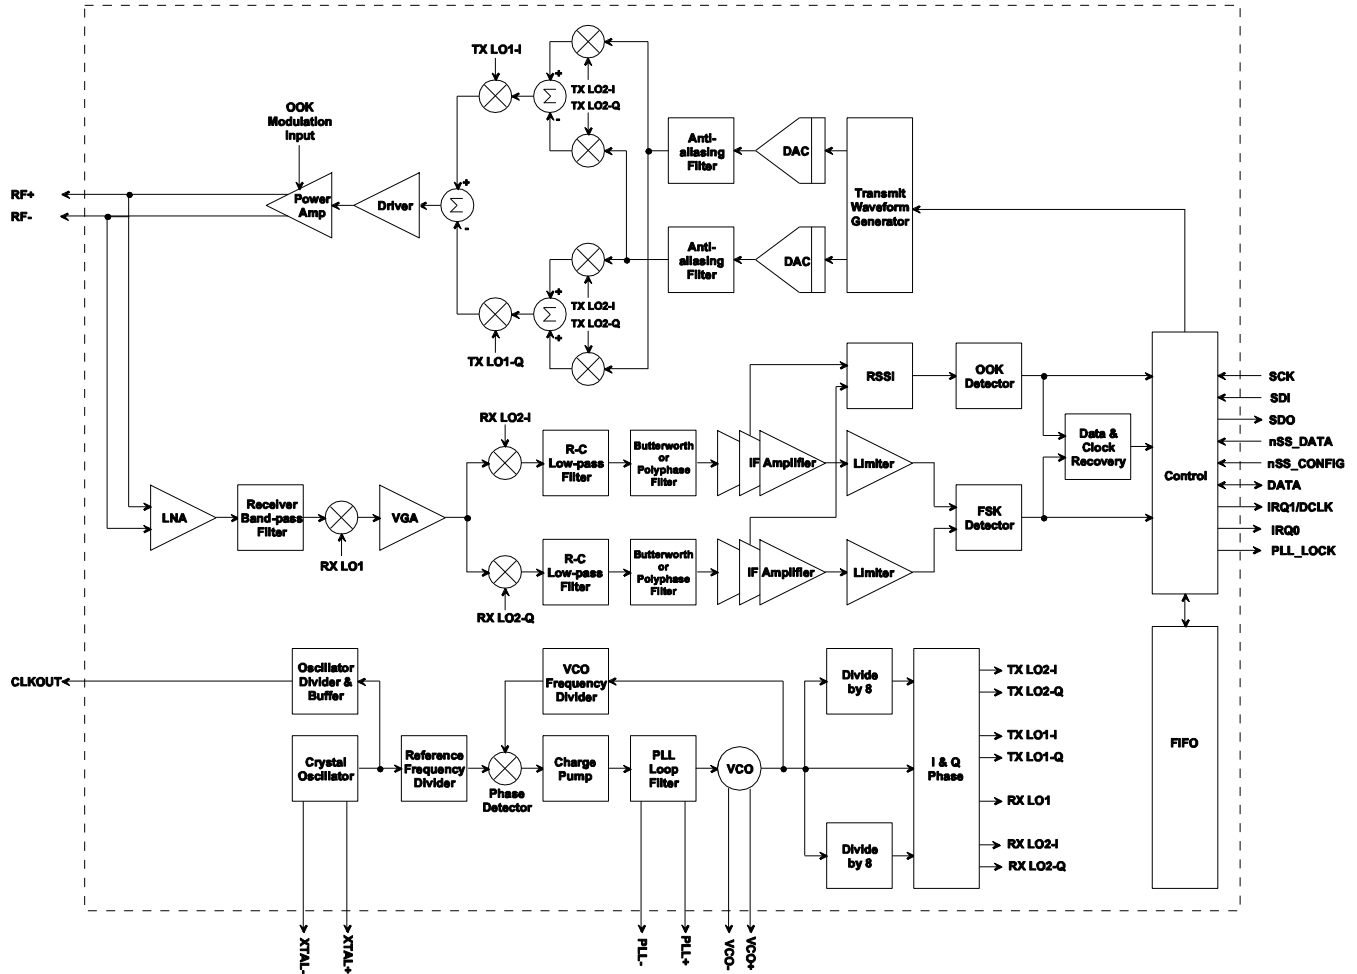 TX LO1-I
+
Σ
-
TX LO2-I
TX LO2-Q
OOK
Modulation
Input
Anti-
aliasing
Filter
DAC
RF+
RF-
Power
Amp
Driver
+
Σ
-
Transmit
Waveform
Generator
Anti-
aliasing
Filter
DAC
+
Σ
+
TX LO2-I
TX LO2-Q
TX LO1-Q
RSSI
OOK
Detector
SCK
SDI
SDO
nSS_DATA
nSS_CONFIG
DATA
IRQ1/DCLK
IRQ0
PLL_LOCK
RX LO2-I
R-C
Low-pass
Filter
Butterworth
or
Polyphase
Filter
IF Amplifier
Limiter
Data &
Clock
Recovery
Control
LNA
Receiver
Band-pass
Filter
RX LO1
VGA
FSK
Detector
R-C
Low-pass
Filter
Butterworth
or
Polyphase
Filter
IF Amplifier
Limiter
RX LO2-Q
CLKOUT
Oscillator
Divider &
Buffer
VCO
Frequency
Divider
Divide
by 8
TX LO2-I
TX LO2-Q
TX LO1-I
TX LO1-Q
RX LO1
RX LO2-I
RX LO2-Q
Crystal
Oscillator
Reference
Frequency
Divider
Phase
Detector
Charge
Pump
PLL
Loop
Filter
VCO
I & Q
Phase
FIFO
Divide
by 8
XTAL-
XTAL+
PLL-
PLL+
VCO-
VCO+